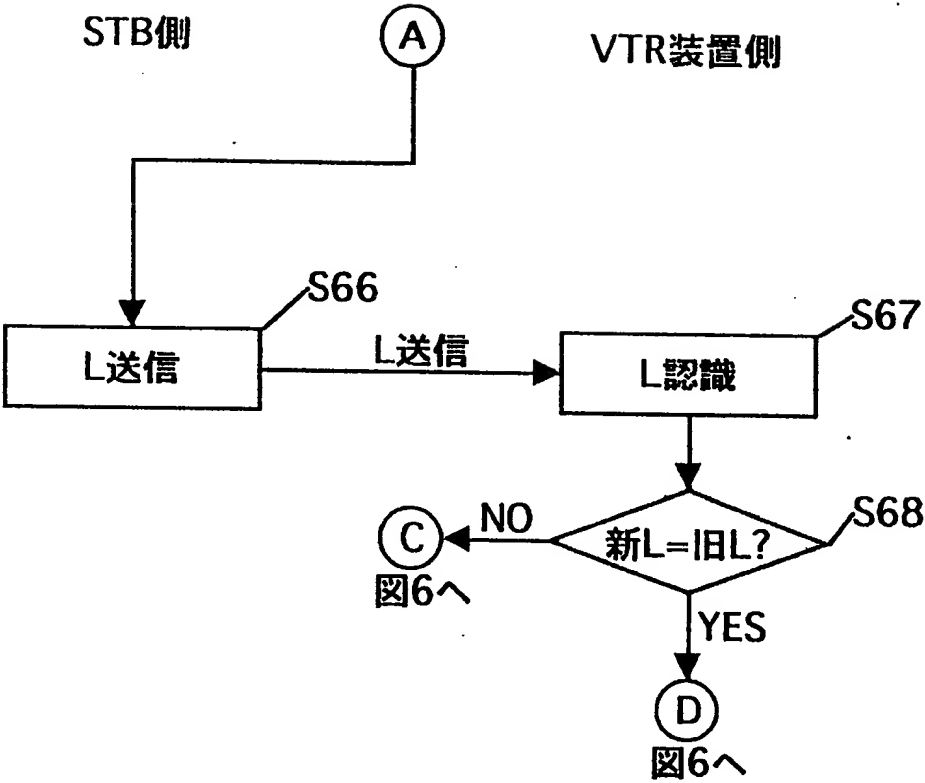 STB側
A
VTR装置側
S66
L送信
L送信
S67
L認識
S68
新L=旧L?
NO
C
図6へ
YES
D
図6へ